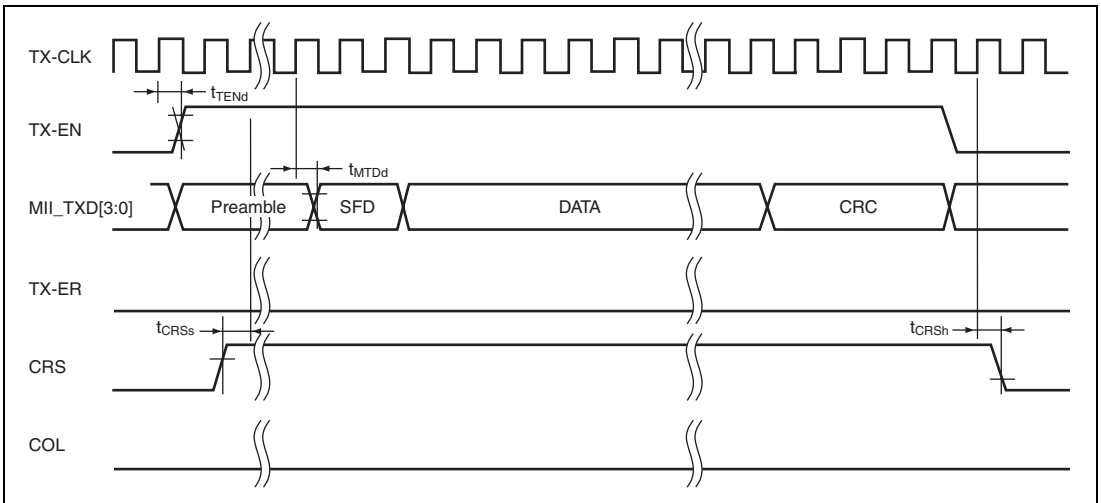 TX-CLK
tTENd
TX-EN
tMTDd
MII_TXD[3:0] Preamble SFD DATA CRC
TX-ER
tCRSs tCRSh
CRS
COL